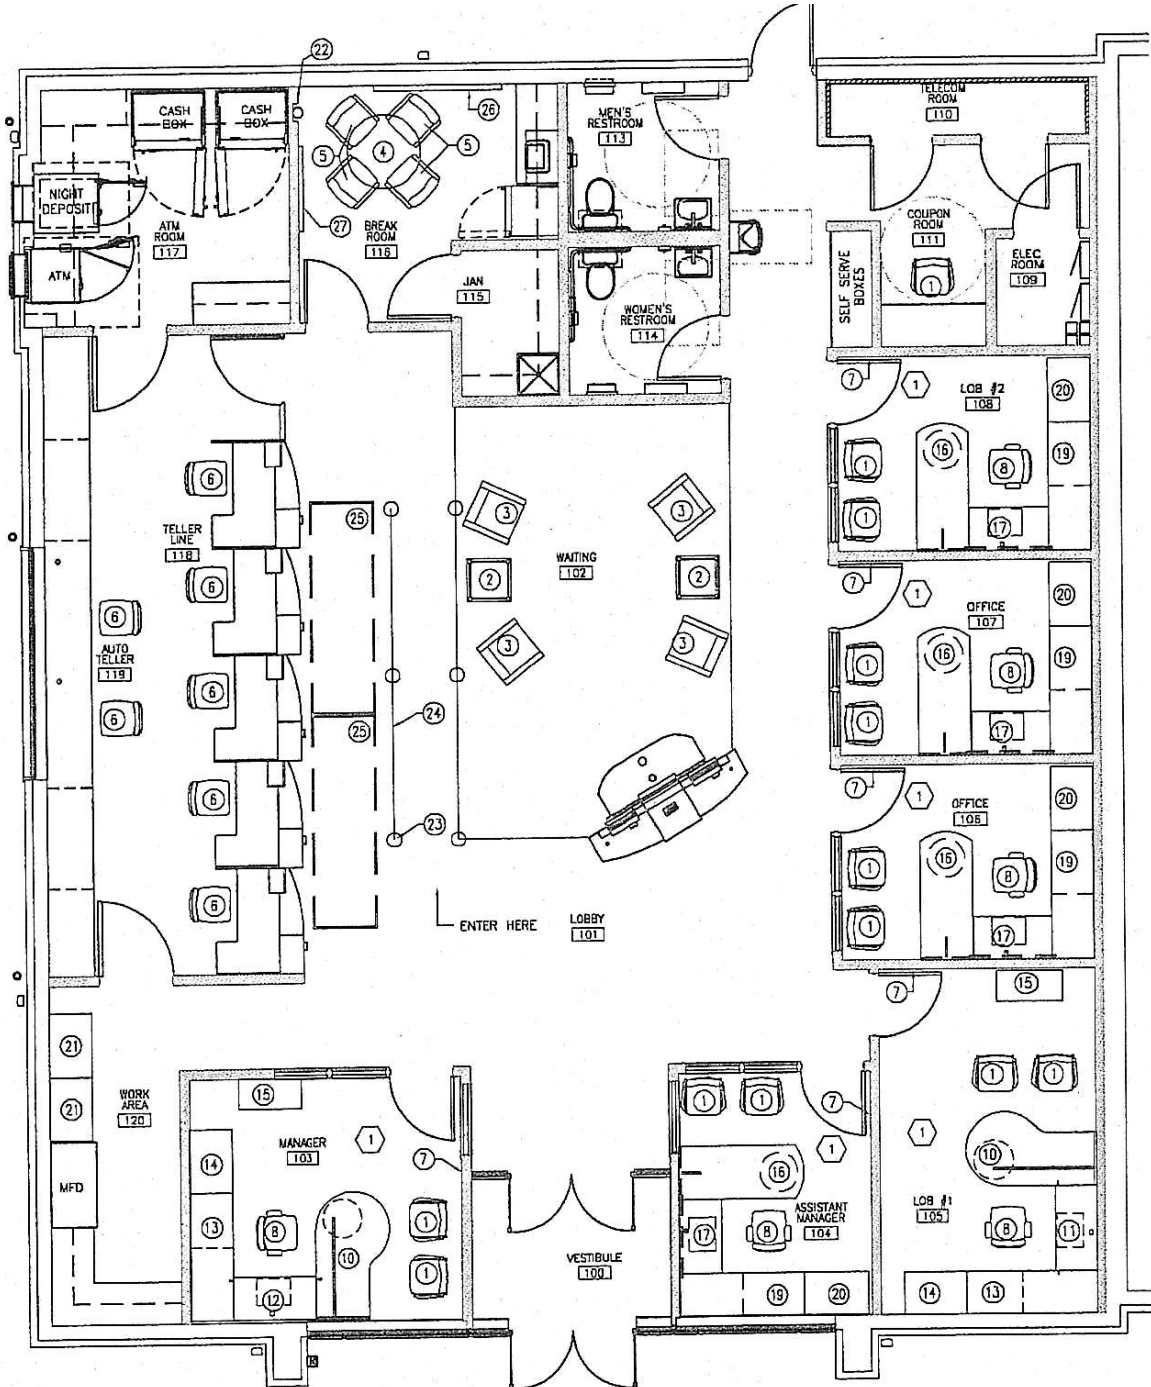 22
CASH
BOX
CASH
BOX
26
MEN'S
RESTROOM
113
TELECOM
ROOM
110
5
4
5
NIGHT
DEPOSIT
ATM
ROOM
117
27
BREAK
ROOM
116
COUPON
ROOM
111
ELEC
ROOM
109
ATM
JAN
115
SELF SERVE
BOXES
1
WOMEN'S
RESTROOM
114
7
1
LOB #2
108
20
6
1
16
8
19
3
3
25
1
17
TELLER
LINE
118
WAITING
102
2
2
7
1
OFFICE
107
20
6
6
AUTO
TELLER
119
3
3
1
16
8
19
6
6
24
25
1
17
7
1
OFFICE
106
20
6
23
1
16
8
19
6
ENTER HERE
LOBBY
101
1
17
7
15
21
21
WORK
AREA
120
15
1
1
7
1
1
MANAGER
103
1
7
1
1
14
16
10
MFD
13
8
10
1
1
12
VESTIBULE
100
17
8
ASSISTANT
MANAGER
104
19
20
LOB #1
105
8
11
14
13